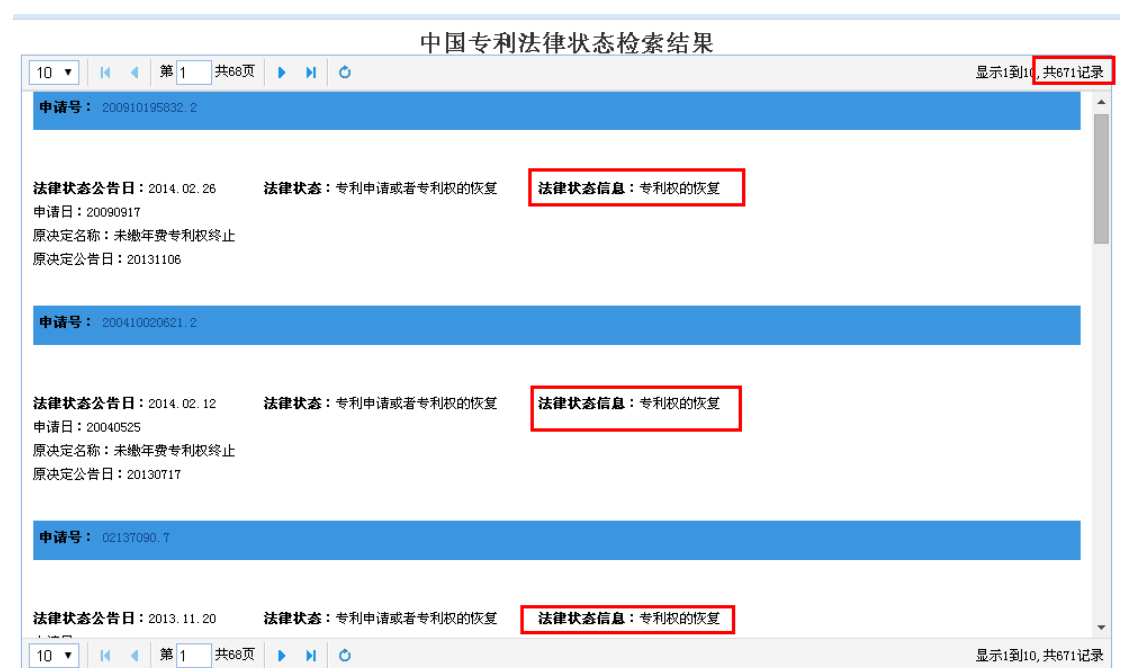 中国专利法律状态检索结果
10 第 1 共68页 显示1到10, 共671记录
申请号： 200910195832.2
法律状态公告日：2014.02.26 法律状态：专利申请或者专利权的恢复 法律状态信息：专利权的恢复
申请日：20090917
原决定名称：未缴年费专利权终止
原决定公告日：20131106
申请号： 200410020621.2
法律状态公告日：2014.02.12 法律状态：专利申请或者专利权的恢复 法律状态信息：专利权的恢复
申请日：20040525
原决定名称：未缴年费专利权终止
原决定公告日：20130717
申请号： 02137090.7
法律状态公告日：2013.11.20 法律状态：专利申请或者专利权的恢复 法律状态信息：专利权的恢复
10 第 1 共68页 显示1到10, 共671记录